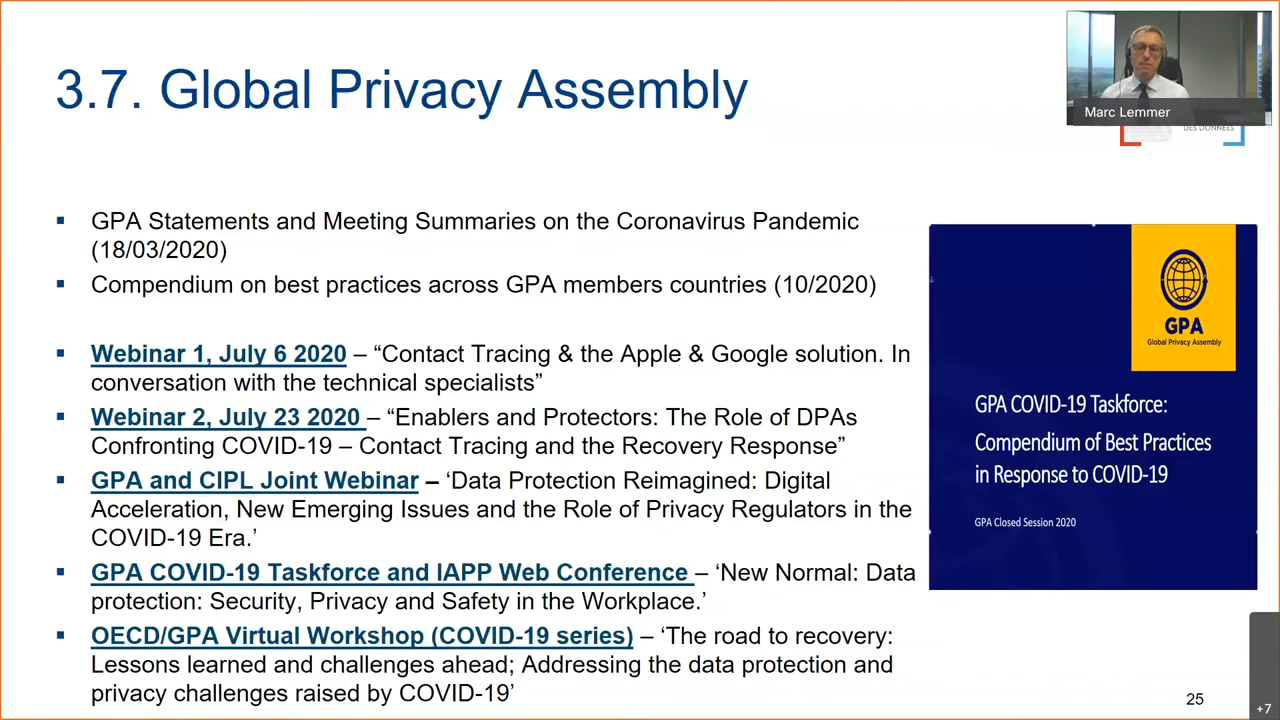 3.7. Global Privacy Assembly
Marc Lemmer
DES DONNÉES
▪ GPA Statements and Meeting Summaries on the Coronavirus Pandemic
(18/03/2020)
▪ Compendium on best practices across GPA members countries (10/2020)
▪ Webinar 1, July 6 2020 – “Contact Tracing & the Apple & Google solution. In
conversation with the technical specialists”
▪ Webinar 2, July 23 2020 – “Enablers and Protectors: The Role of DPAs
Confronting COVID-19 – Contact Tracing and the Recovery Response”
▪ GPA and CIPL Joint Webinar – ‘Data Protection Reimagined: Digital
Acceleration, New Emerging Issues and the Role of Privacy Regulators in the
COVID-19 Era.’
▪ GPA COVID-19 Taskforce and IAPP Web Conference – ‘New Normal: Data
protection: Security, Privacy and Safety in the Workplace.’
▪ OECD/GPA Virtual Workshop (COVID-19 series) – ‘The road to recovery:
Lessons learned and challenges ahead; Addressing the data protection and
privacy challenges raised by COVID-19’
GPA
Global Privacy Assembly
GPA COVID-19 Taskforce:
Compendium of Best Practices
in Response to COVID-19
GPA Closed Session 2020
25
+7